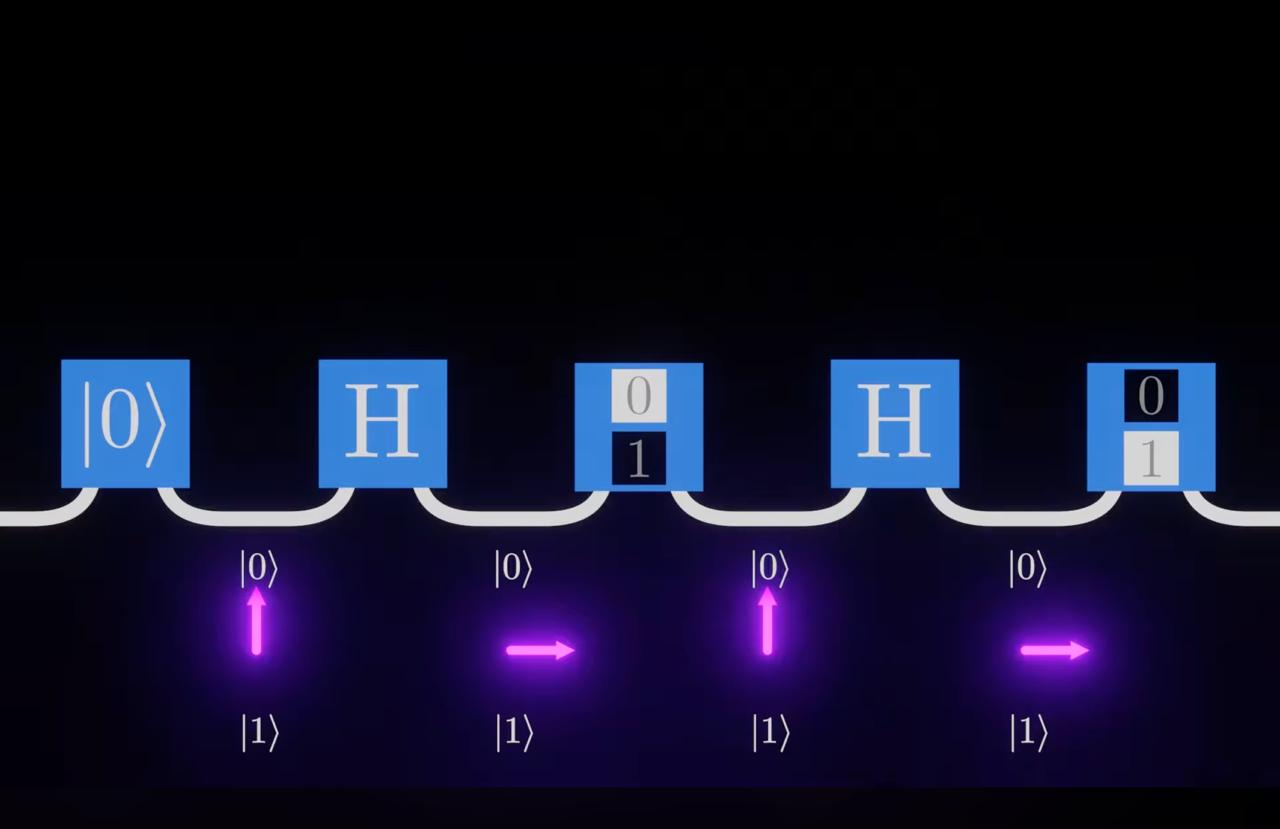 |0⟩ H 0 H 0
1 1
|0⟩ |0⟩ |0⟩ |0⟩
|1⟩ |1⟩ |1⟩ |1⟩